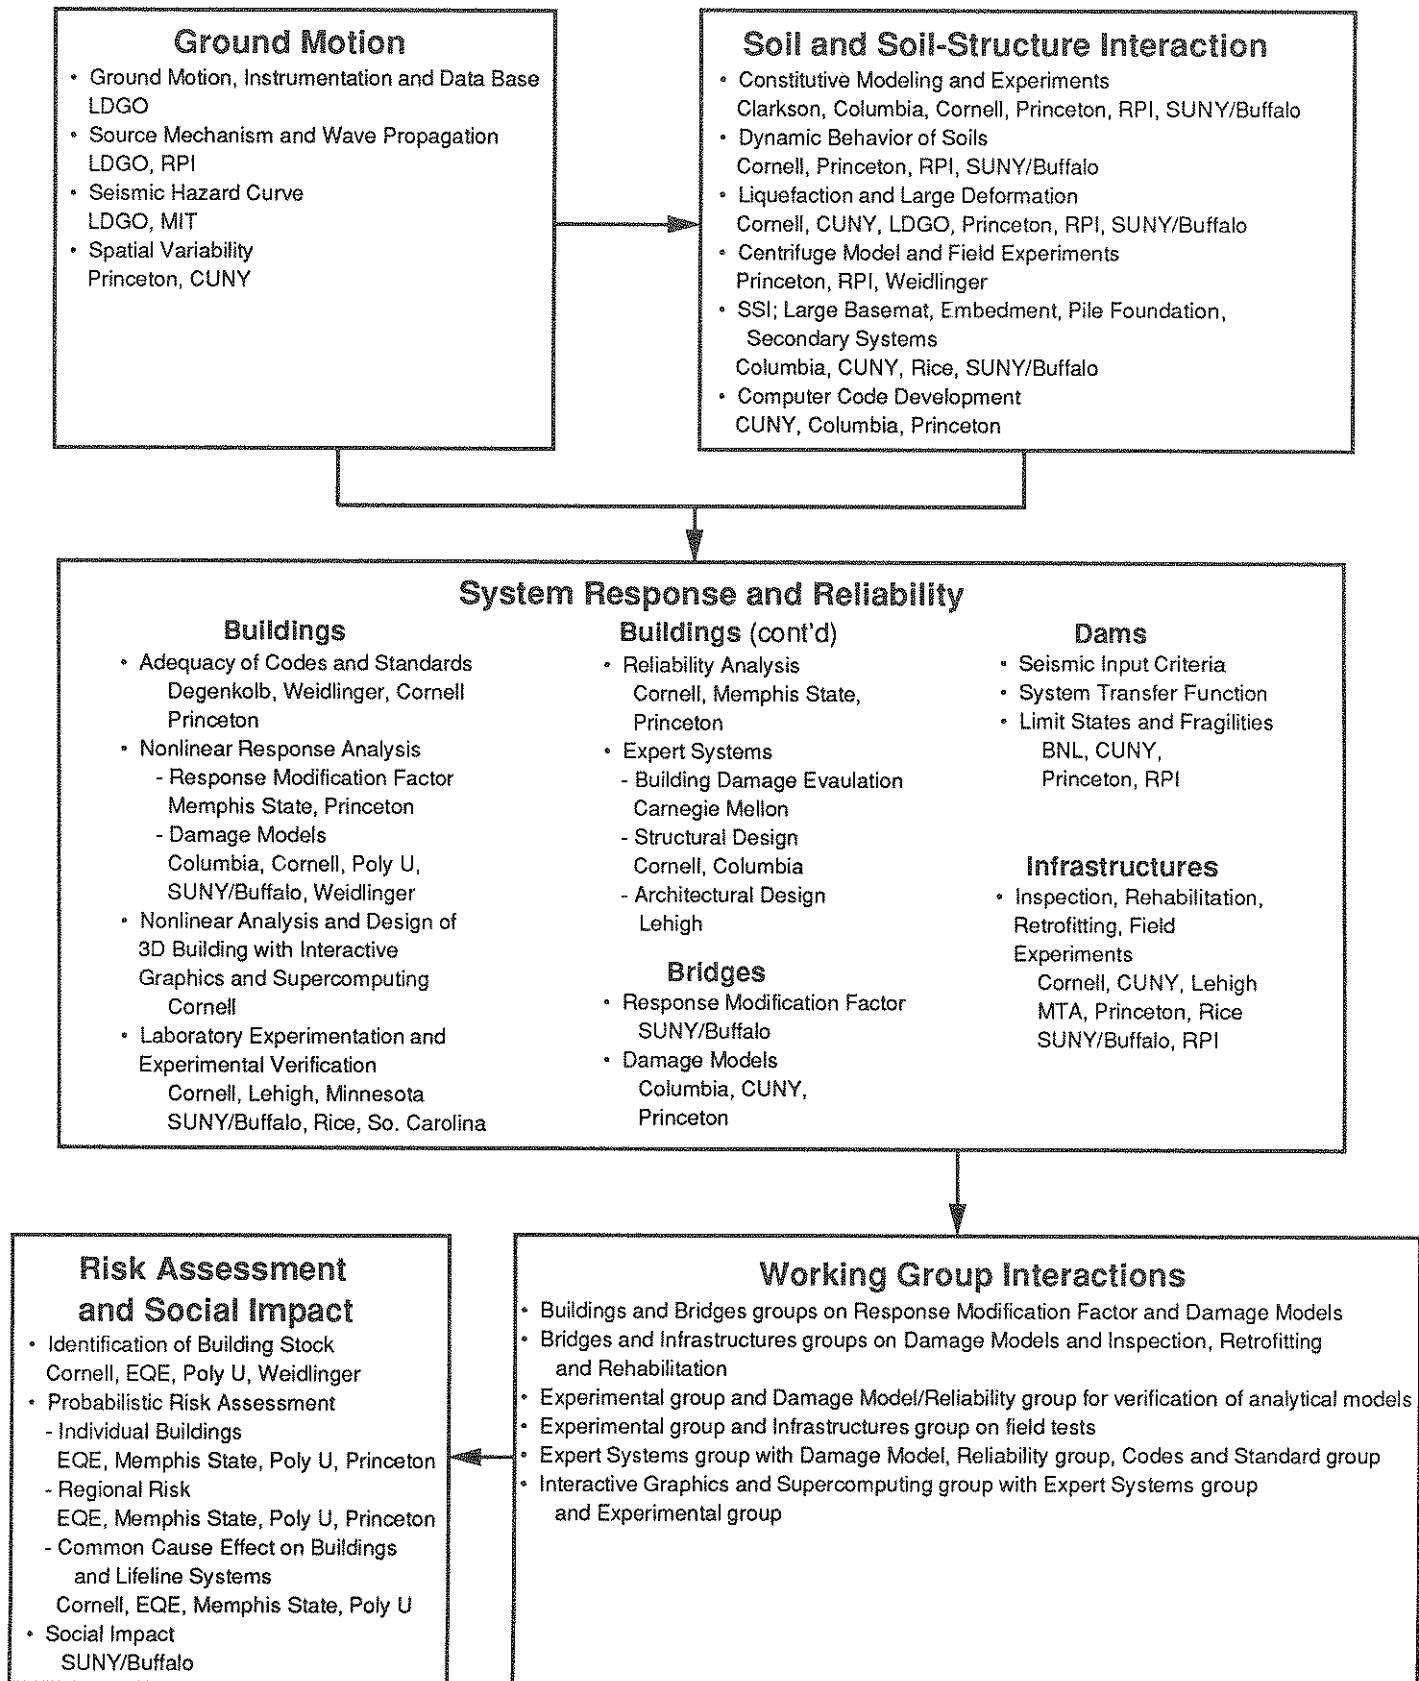 Ground Motion
• Ground Motion, Instrumentation and Data Base
LDGO
• Source Mechanism and Wave Propagation
LDGO, RPI
• Seismic Hazard Curve
LDGO, MIT
• Spatial Variability
Princeton, CUNY
Soil and Soil-Structure Interaction
• Constitutive Modeling and Experiments
Clarkson, Columbia, Cornell, Princeton, RPI, SUNY/Buffalo
• Dynamic Behavior of Soils
Cornell, Princeton, RPI, SUNY/Buffalo
• Liquefaction and Large Deformation
Cornell, CUNY, LDGO, Princeton, RPI, SUNY/Buffalo
• Centrifuge Model and Field Experiments
Princeton, RPI, Weidlinger
• SSI; Large Basemat, Embedment, Pile Foundation,
Secondary Systems
Columbia, CUNY, Rice, SUNY/Buffalo
• Computer Code Development
CUNY, Columbia, Princeton
System Response and Reliability
Buildings
• Adequacy of Codes and Standards
Degenkolb, Weidlinger, Cornell
Princeton
• Nonlinear Response Analysis
- Response Modification Factor
Memphis State, Princeton
- Damage Models
Columbia, Cornell, Poly U,
SUNY/Buffalo, Weidlinger
• Nonlinear Analysis and Design of
3D Building with Interactive
Graphics and Supercomputing
Cornell
• Laboratory Experimentation and
Experimental Verification
Cornell, Lehigh, Minnesota
SUNY/Buffalo, Rice, So. Carolina
Buildings (cont'd)
• Reliability Analysis
Cornell, Memphis State,
Princeton
• Expert Systems
- Building Damage Evaulation
Carnegie Mellon
- Structural Design
Cornell, Columbia
- Architectural Design
Lehigh
Bridges
• Response Modification Factor
SUNY/Buffalo
• Damage Models
Columbia, CUNY,
Princeton
Dams
• Seismic Input Criteria
• System Transfer Function
• Limit States and Fragilities
BNL, CUNY,
Princeton, RPI
Infrastructures
• Inspection, Rehabilitation,
Retrofitting, Field
Experiments
Cornell, CUNY, Lehigh
MTA, Princeton, Rice
SUNY/Buffalo, RPI
Risk Assessment
and Social Impact
• Identification of Building Stock
Cornell, EQE, Poly U, Weidlinger
• Probabilistic Risk Assessment
- Individual Buildings
EQE, Memphis State, Poly U, Princeton
- Regional Risk
EQE, Memphis State, Poly U, Princeton
- Common Cause Effect on Buildings
and Lifeline Systems
Cornell, EQE, Memphis State, Poly U
• Social Impact
SUNY/Buffalo
Working Group Interactions
• Buildings and Bridges groups on Response Modification Factor and Damage Models
• Bridges and Infrastructures groups on Damage Models and Inspection, Retrofitting
and Rehabilitation
• Experimental group and Damage Model/Reliability group for verification of analytical models
• Experimental group and Infrastructures group on field tests
• Expert Systems group with Damage Model, Reliability group, Codes and Standard group
• Interactive Graphics and Supercomputing group with Expert Systems group
and Experimental group